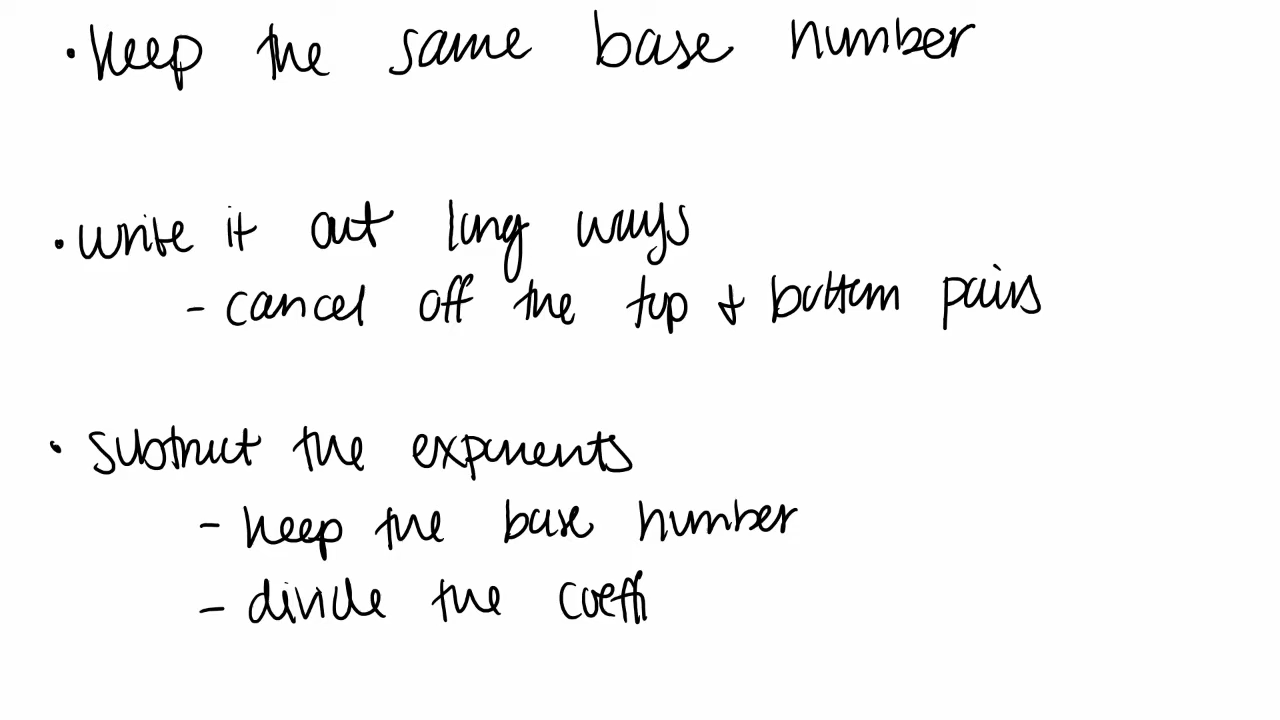 · keep the same base number
· write it out long ways
- cancel off the top + bottom pairs
· subtract the exponents
- keep the base number
- divide the coeff